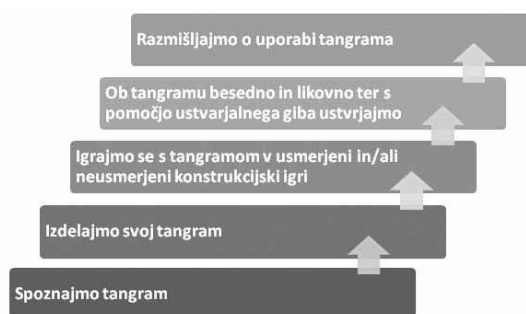 Razmišljajmo o uporabi tangrama
Ob tangramu besedno in likovno ter s
pomočjo ustvarjalnega giba ustvrjajmo
Igrajmo se s tangramom v usmerjeni in/ali
neusmerjeni konstrukcijski igri
Izdelajmo svoj tangram
Spoznajmo tangram